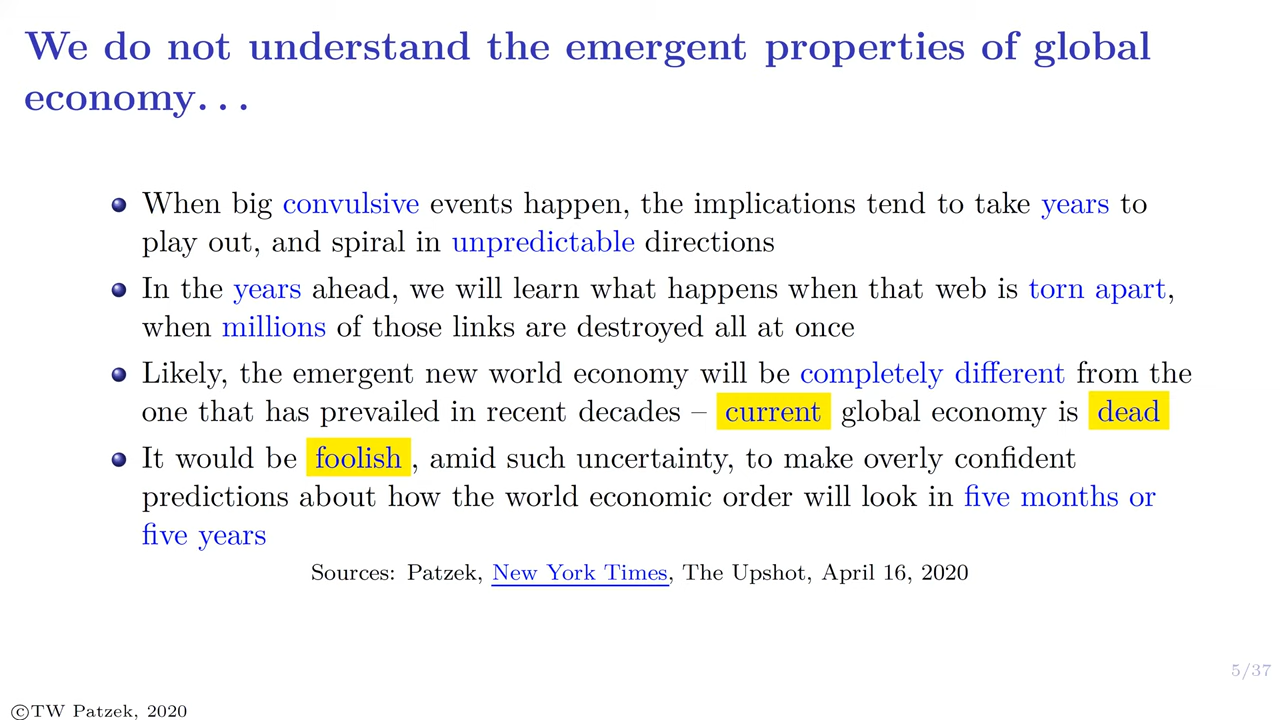 We do not understand the emergent properties of global
economy...
When big convulsive events happen, the implications tend to take years to
play out, and spiral in unpredictable directions
In the years ahead, we will learn what happens when that web is torn apart,
when millions of those links are destroyed all at once
Likely, the emergent new world economy will be completely different from the
one that has prevailed in recent decades – current global economy is dead
It would be foolish , amid such uncertainty, to make overly confident
predictions about how the world economic order will look in five months or
five years
Sources: Patzek, New York Times, The Upshot, April 16, 2020
5/37
©TW Patzek, 2020